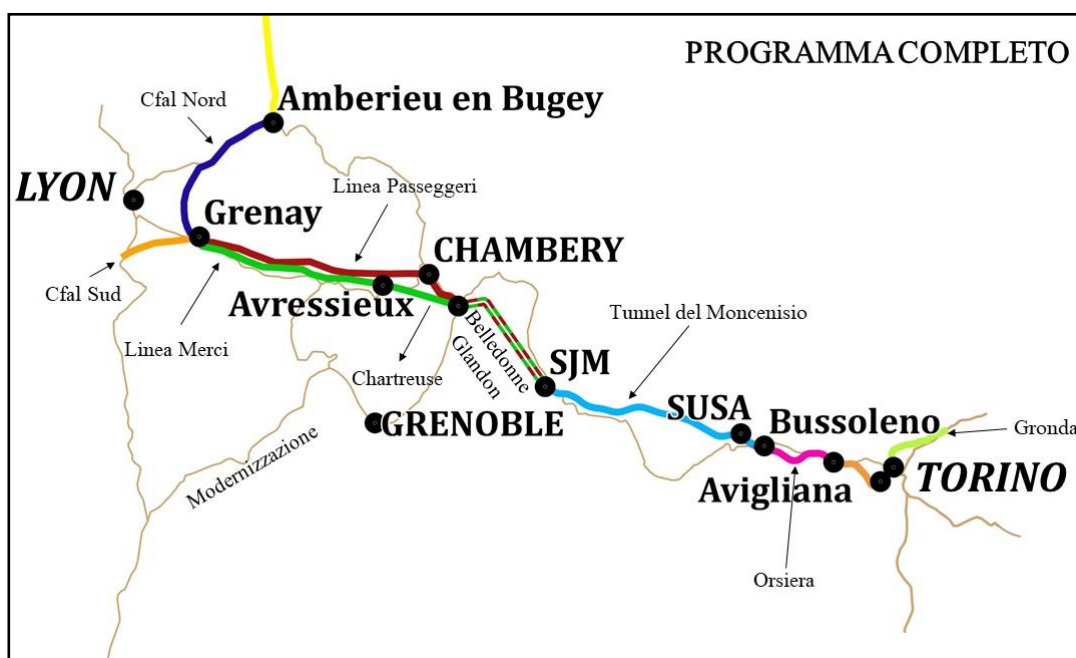 PROGRAMMA COMPLETO
Cfal Nord
Amberieu en Bugey
LYON
Linea Passeggeri
Grenay
CHAMBERY
Cfal Sud
Avressieux
Linea Merci
Belledonne
Glandon
Tunnel del Moncenisio
Chartreuse
SJM
GRENOBLE
SUSA
Bussoleno
Gronda
Modernizzazione
Avigliana
TORINO
Orsiera